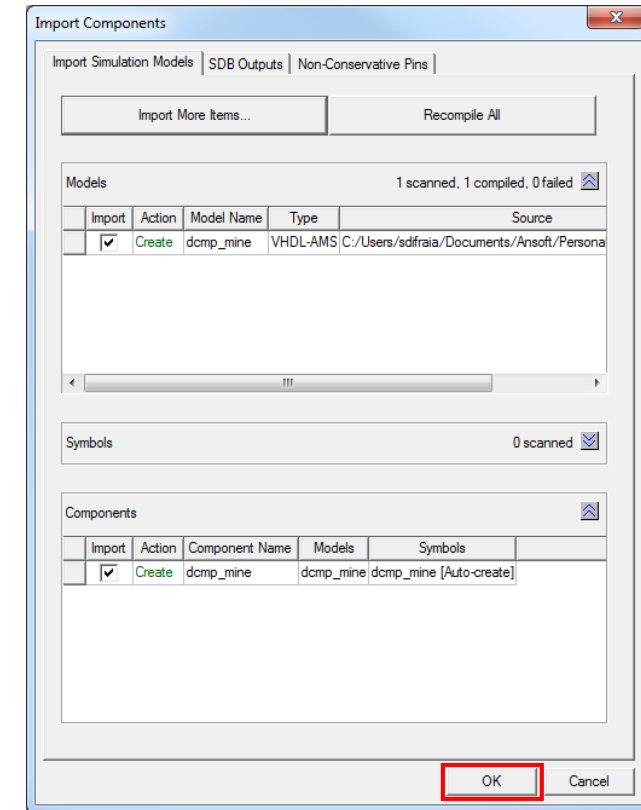 Import Components
x
Import Simulation Models SDB Outputs Non-Conservative Pins
Import More Items... Recompile All
Models 1 scanned, 1 compiled, 0 failed
Import Action Model Name Type Source
Create dcmp_mine VHDL-AMS C:/Users/sdifraia/Documents/Ansoft/Persona
Symbols 0 scanned
Components
Import Action Component Name Models Symbols
Create dcmp_mine dcmp_mine dcmp_mine [Auto-create]
OK Cancel